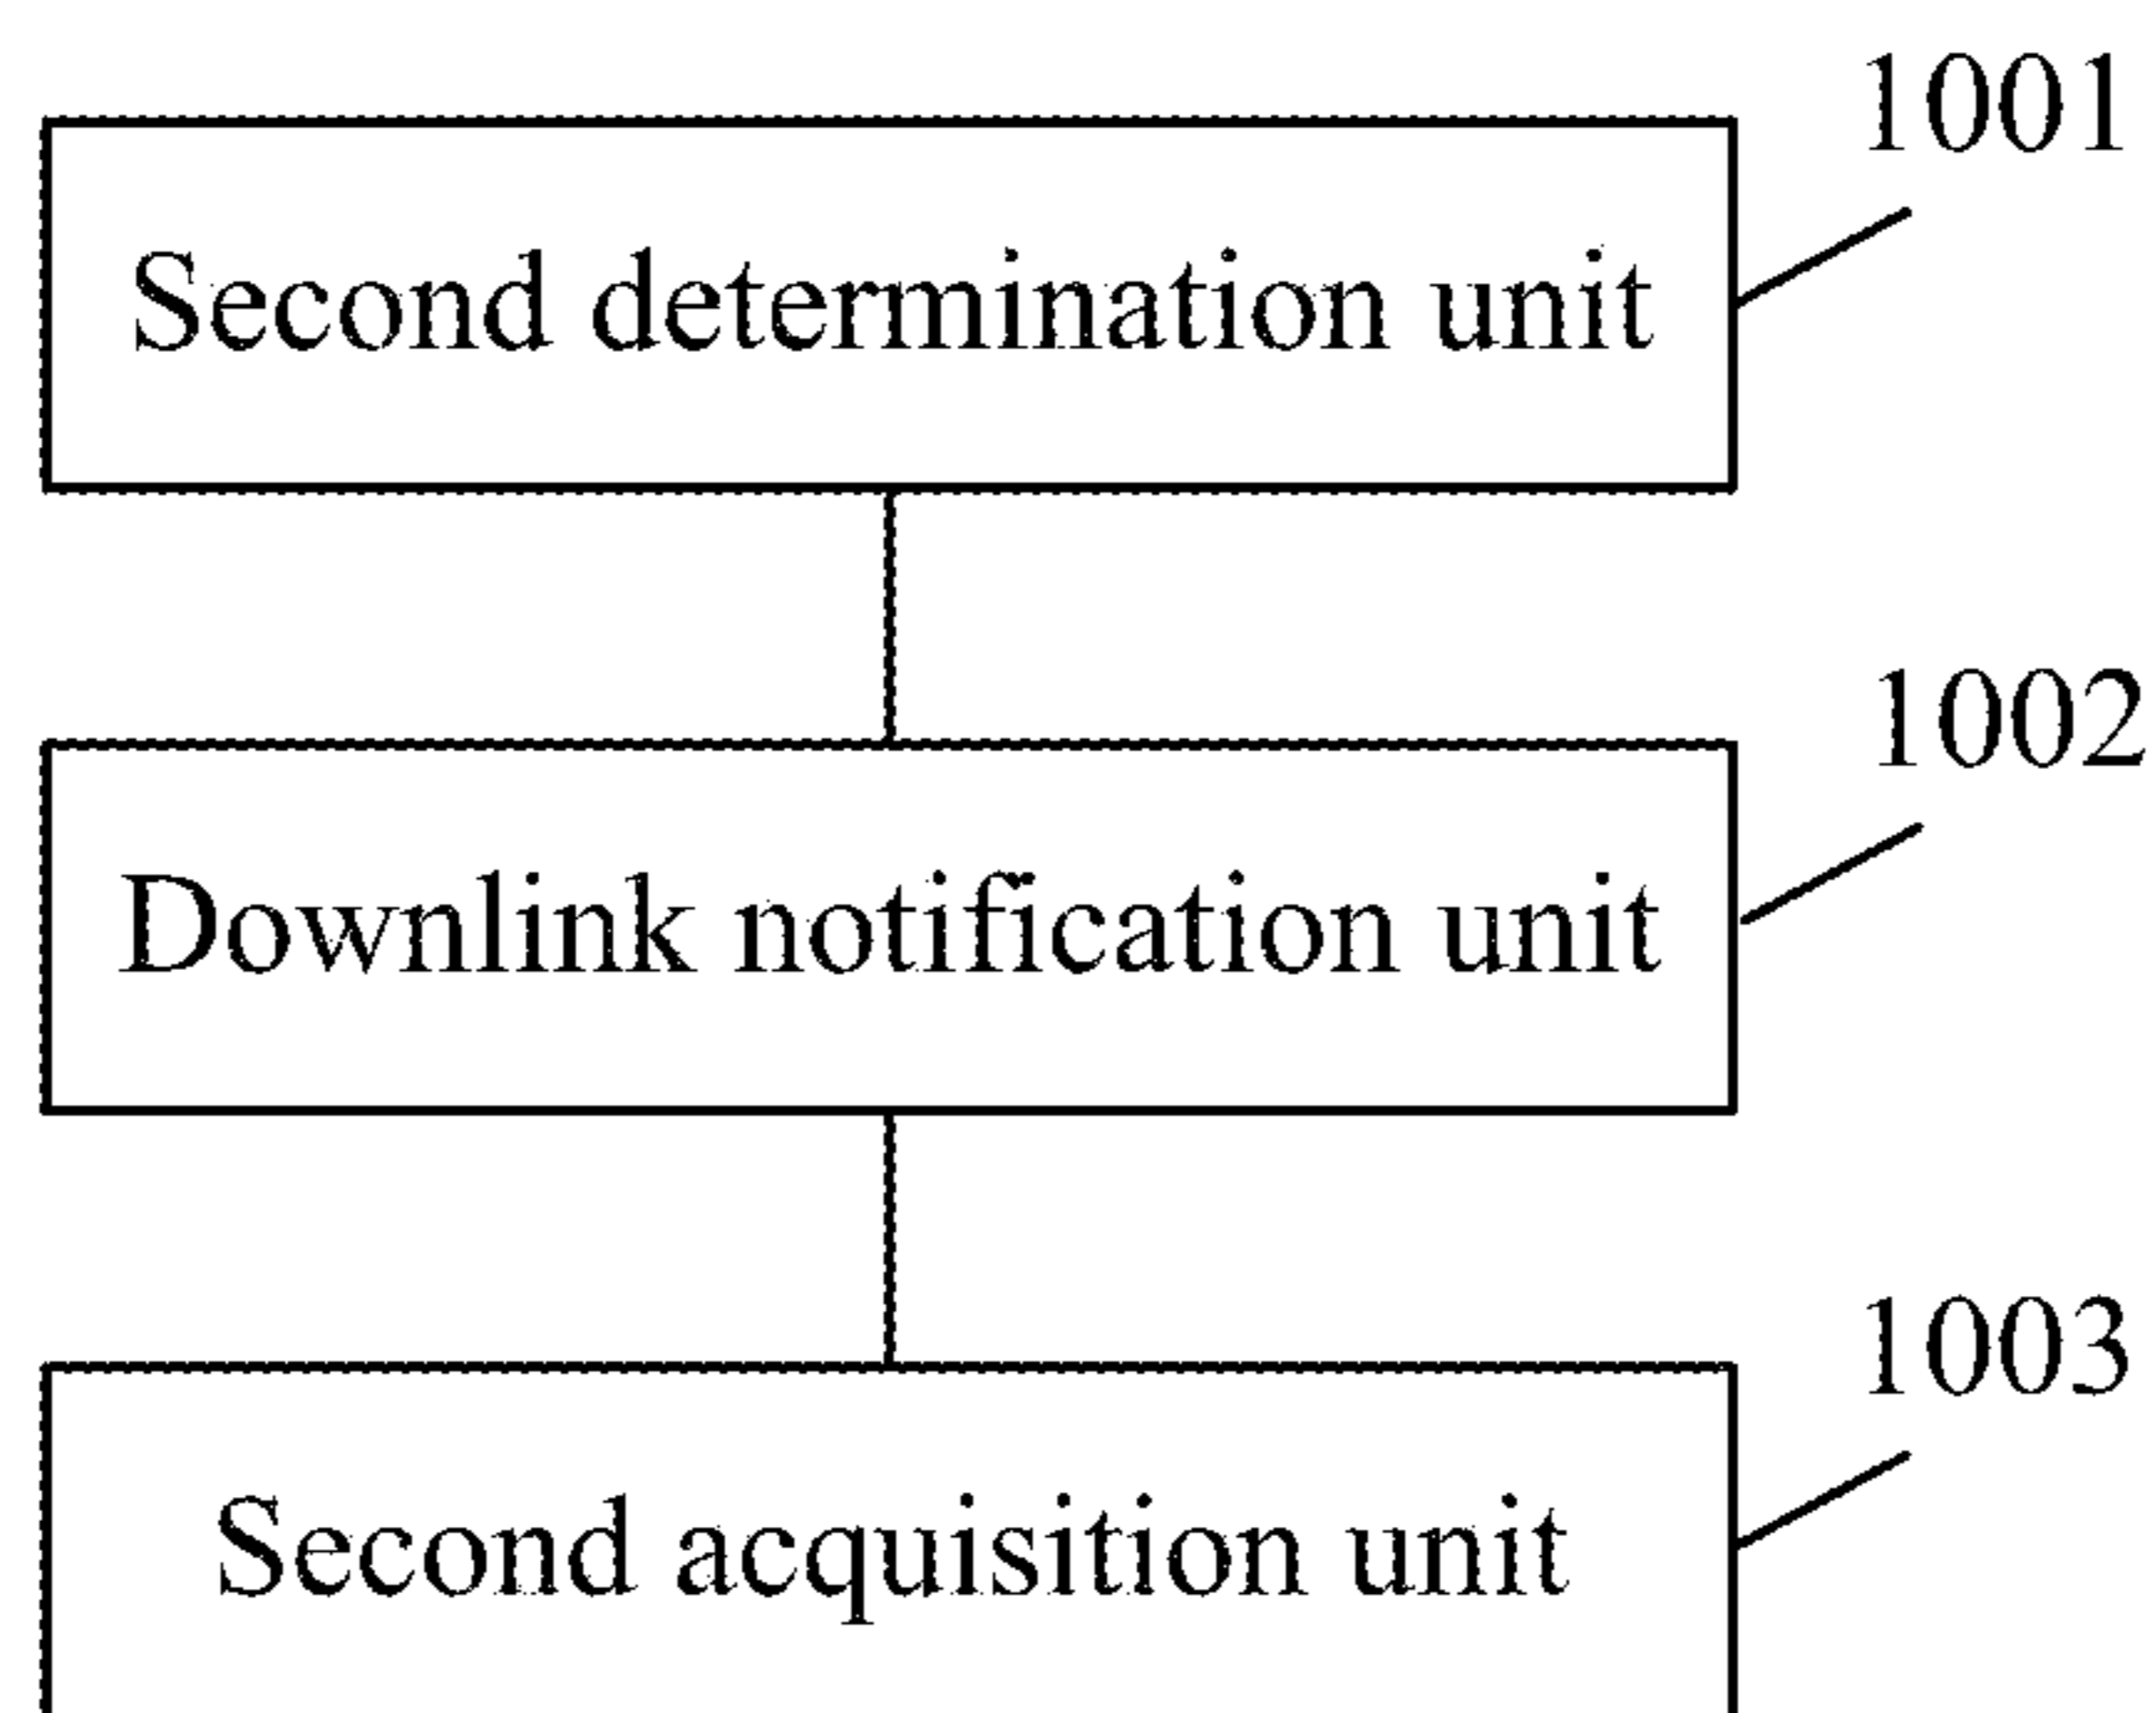 1001
Second determination unit
1002
Downlink notification unit
1003
Second acquisition unit